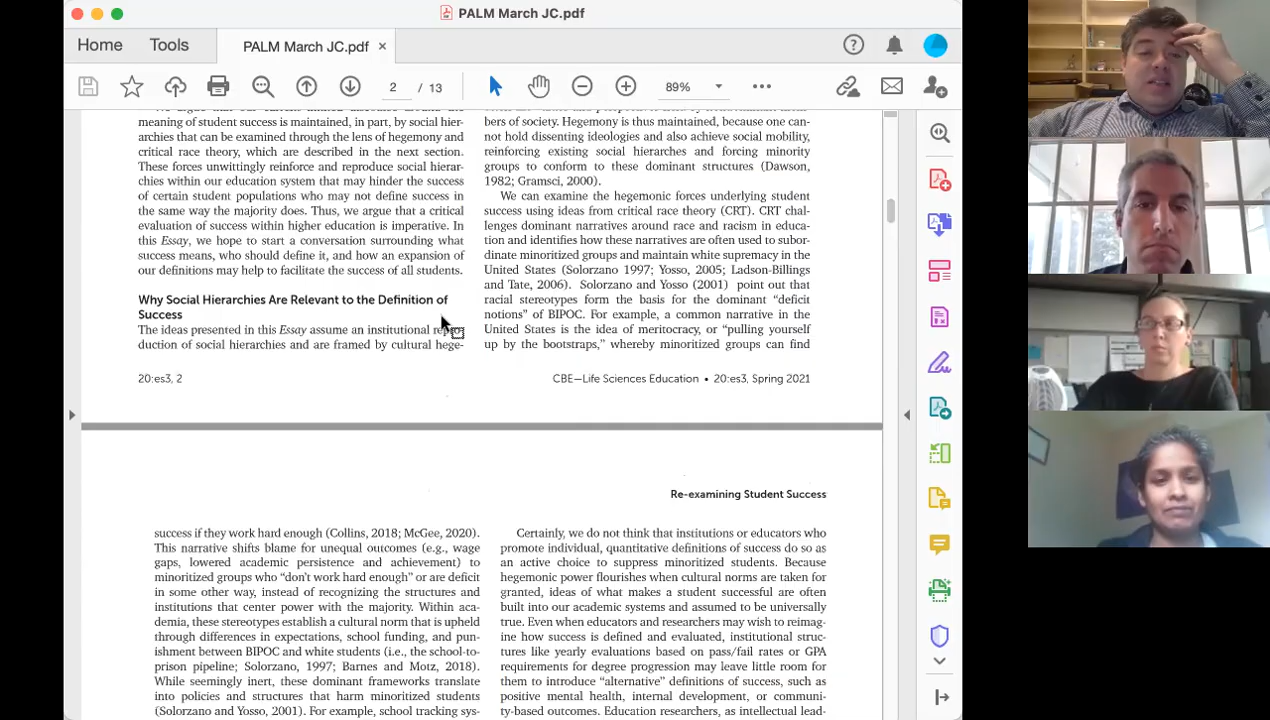 PALM March JC.pdf
Home Tools PALM March JC.pdf ×
2 / 13 89%
meaning of student success is maintained, in part, by social hier-
archies that can be examined through the lens of hegemony and
critical race theory, which are described in the next section.
These forces unwittingly reinforce and reproduce social hierar-
chies within our education system that may hinder the success
of certain student populations who may not define success in
the same way the majority does. Thus, we argue that a critical
evaluation of success within higher education is imperative. In
this Essay, we hope to start a conversation surrounding what
success means, who should define it, and how an expansion of
our definitions may help to facilitate the success of all students.
Why Social Hierarchies Are Relevant to the Definition of
Success
The ideas presented in this Essay assume an institutional
duction of social hierarchies and are framed by cultural hege-
bers of society. Hegemony is thus maintained, because one can-
not hold dissenting ideologies and also achieve social mobility,
reinforcing existing social hierarchies and forcing minority
groups to conform to these dominant structures (Dawson,
1982; Gramsci, 2000).
We can examine the hegemonic forces underlying student
success using ideas from critical race theory (CRT). CRT chal-
lenges dominant narratives around race and racism in educa-
tion and identifies how these narratives are often used to subor-
dinate minoritized groups and maintain white supremacy in the
United States (Solorzano 1997; Yosso, 2005; Ladson-Billings
and Tate, 2006). Solorzano and Yosso (2001) point out that
racial stereotypes form the basis for the dominant “deficit
notions” of BIPOC. For example, a common narrative in the
United States is the idea of meritocracy, or “pulling yourself
up by the bootstraps,” whereby minoritized groups can find
20:es3, 2
CBE—Life Sciences Education • 20:es3, Spring 2021
Re-examining Student Success
success if they work hard enough (Collins, 2018; McGee, 2020).
This narrative shifts blame for unequal outcomes (e.g., wage
gaps, lowered academic persistence and achievement) to
minoritized groups who “don’t work hard enough” or are deficit
in some other way, instead of recognizing the structures and
institutions that center power with the majority. Within aca-
demia, these stereotypes establish a cultural norm that is upheld
through differences in expectations, school funding, and pun-
ishment between BIPOC and white students (i.e., the school-to-
prison pipeline; Solorzano, 1997; Barnes and Motz, 2018).
While seemingly inert, these dominant frameworks translate
into policies and structures that harm minoritized students
(Solorzano and Yosso, 2001). For example, school tracking sys-
Certainly, we do not think that institutions or educators who
promote individual, quantitative definitions of success do so as
an active choice to suppress minoritized students. Because
hegemonic power flourishes when cultural norms are taken for
granted, ideas of what makes a student successful are often
built into our academic systems and assumed to be universally
true. Even when educators and researchers may wish to reimag-
ine how success is defined and evaluated, institutional struc-
tures like yearly evaluations based on pass/fail rates or GPA
requirements for degree progression may leave little room for
them to introduce “alternative” definitions of success, such as
positive mental health, internal development, or communi-
ty-based outcomes. Education researchers, as intellectual lead-